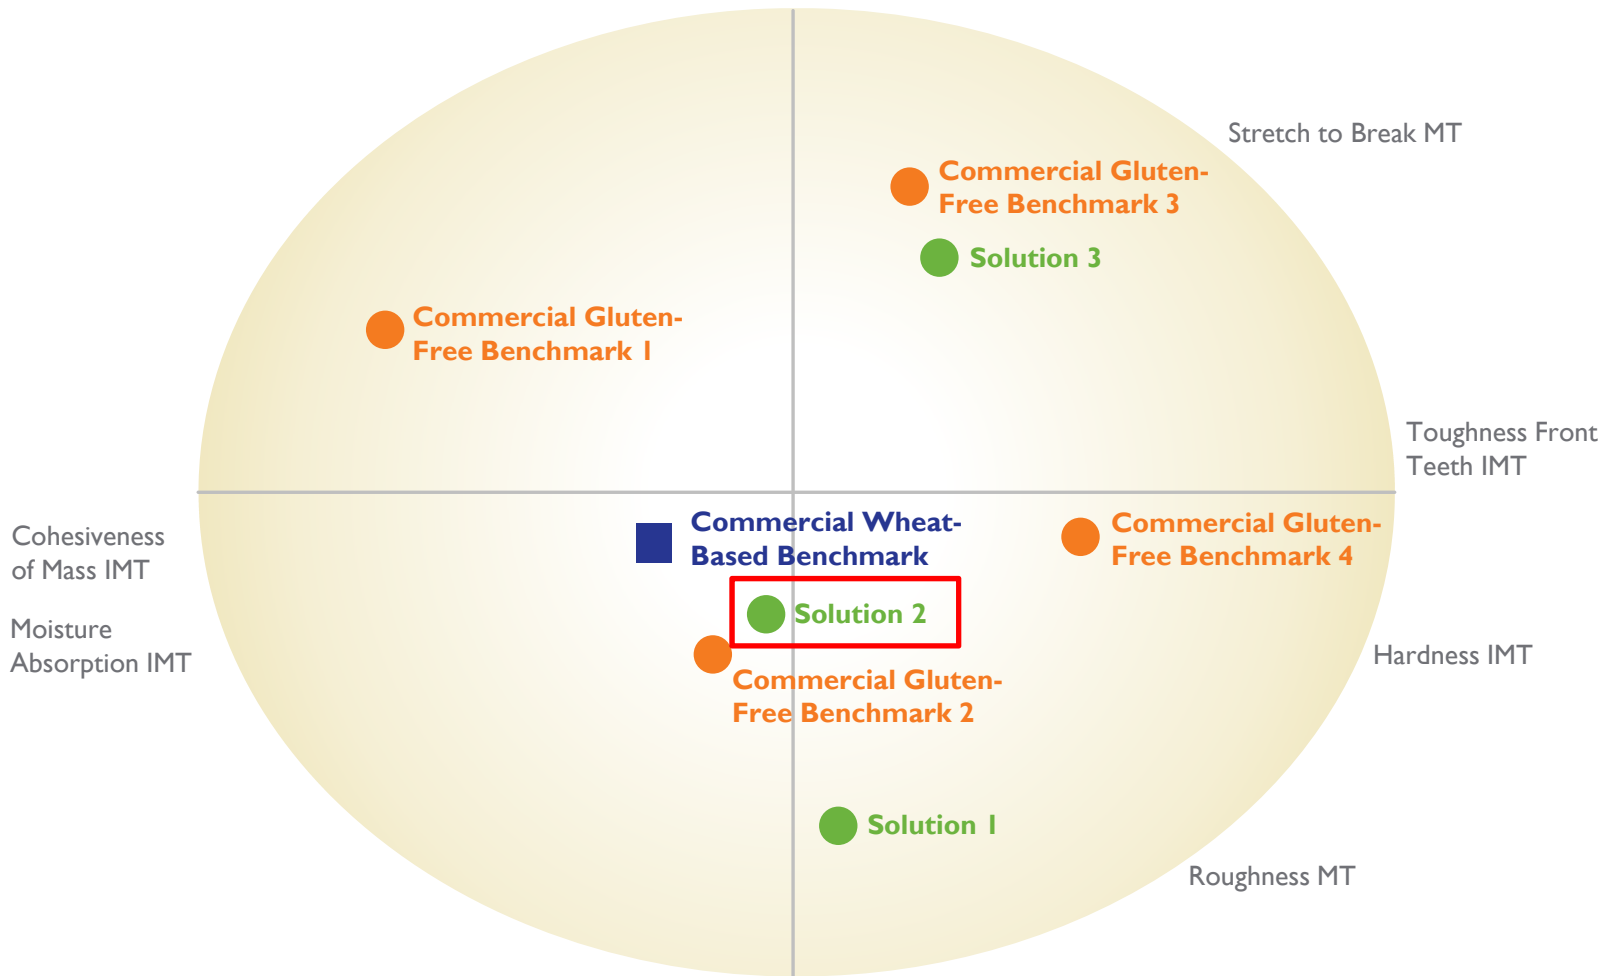 Stretch to Break MT
Commercial Gluten-
Free Benchmark 3
Solution 3
Commercial Gluten-
Free Benchmark 1
Toughness Front
Teeth IMT
Cohesiveness
of Mass IMT
Commercial Wheat-
Based Benchmark
Commercial Gluten-
Free Benchmark 4
Solution 2
Moisture
Absorption IMT
Hardness IMT
Commercial Gluten-
Free Benchmark 2
Solution 1
Roughness MT